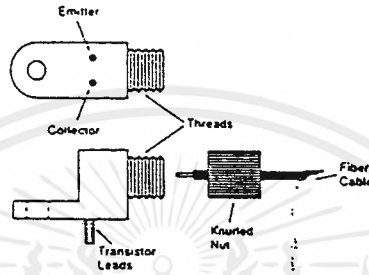 Emitter
Collector
Threads
Fiber
Cable
Knurled
Nut
Transistor
Leads